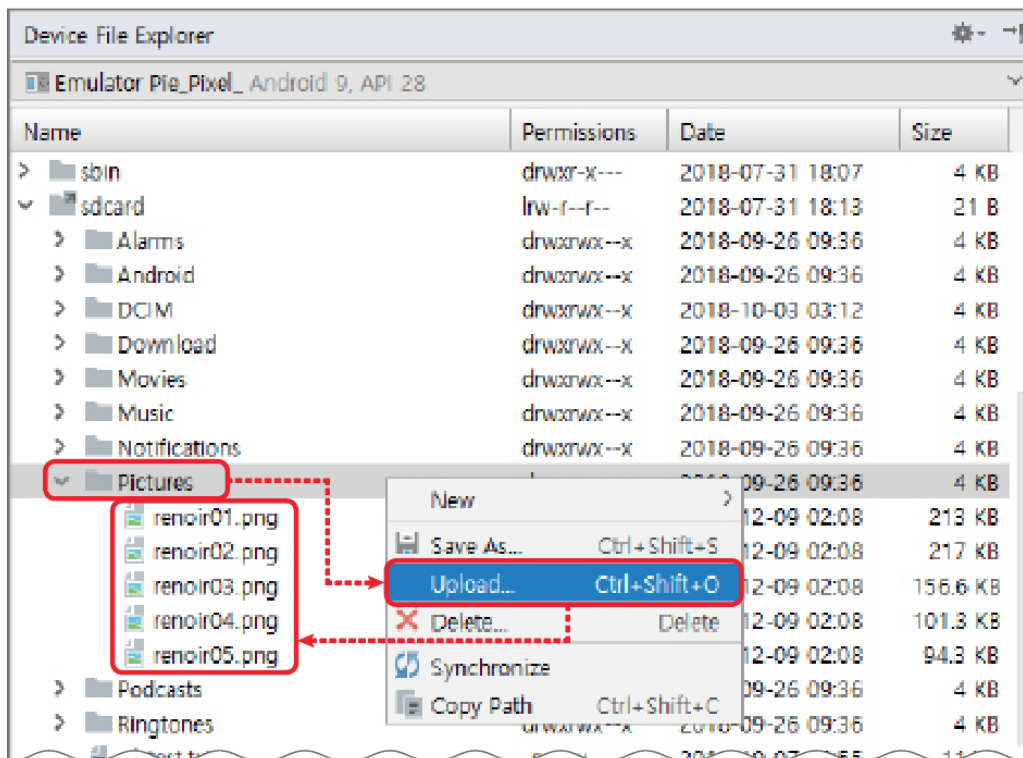 Device File Explorer
Emulator Pie_Pixel_ Android 9, API 28
Name Permissions Date Size
sbin drwxr-x--- 2018-07-31 18:07 4 KB
sdcard lrw-r--r-- 2018-07-31 18:13 21 B
Alarms drwxrwx--x 2018-09-26 09:36 4 KB
Android drwxrwx--x 2018-09-26 09:36 4 KB
DCIM drwxrwx--x 2018-10-03 03:12 4 KB
Download drwxrwx--x 2018-09-26 09:36 4 KB
Movies drwxrwx--x 2018-09-26 09:36 4 KB
Music drwxrwx--x 2018-09-26 09:36 4 KB
Notifications drwxrwx--x 2018-09-26 09:36 4 KB
Pictures 09-26 09:36 4 KB
New
renoir01.png 12-09 02:08 213 KB
Save As... Ctrl+Shift+S
renoir02.png 12-09 02:08 217 KB
Upload... Ctrl+Shift+O
renoir03.png 12-09 02:08 156.6 KB
Delete... Delete
renoir04.png 12-09 02:08 101.3 KB
Synchronize
renoir05.png 12-09 02:08 94.3 KB
Podcasts 09-26 09:36 4 KB
Copy Path Ctrl+Shift+C
Ringtones 09-26 09:36 4 KB